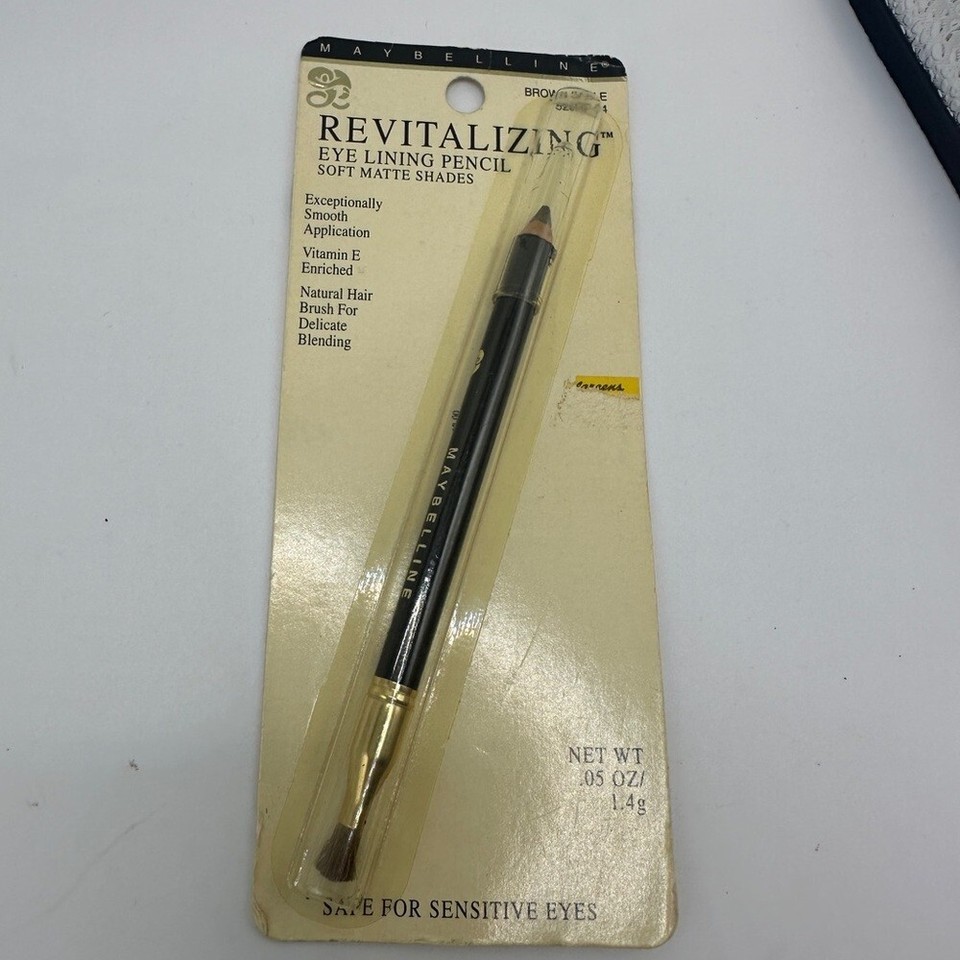 MAYBELLINE®
BROWN
REVITALIZING™
EYE LINING PENCIL
SOFT MATTE SHADES
Exceptionally
Smooth
Application
Vitamin E
Enriched
Natural Hair
Brush For
Delicate
Blending
MAYBELLINE
NET WT
.05 OZ/
1.4g
SAFE FOR SENSITIVE EYES